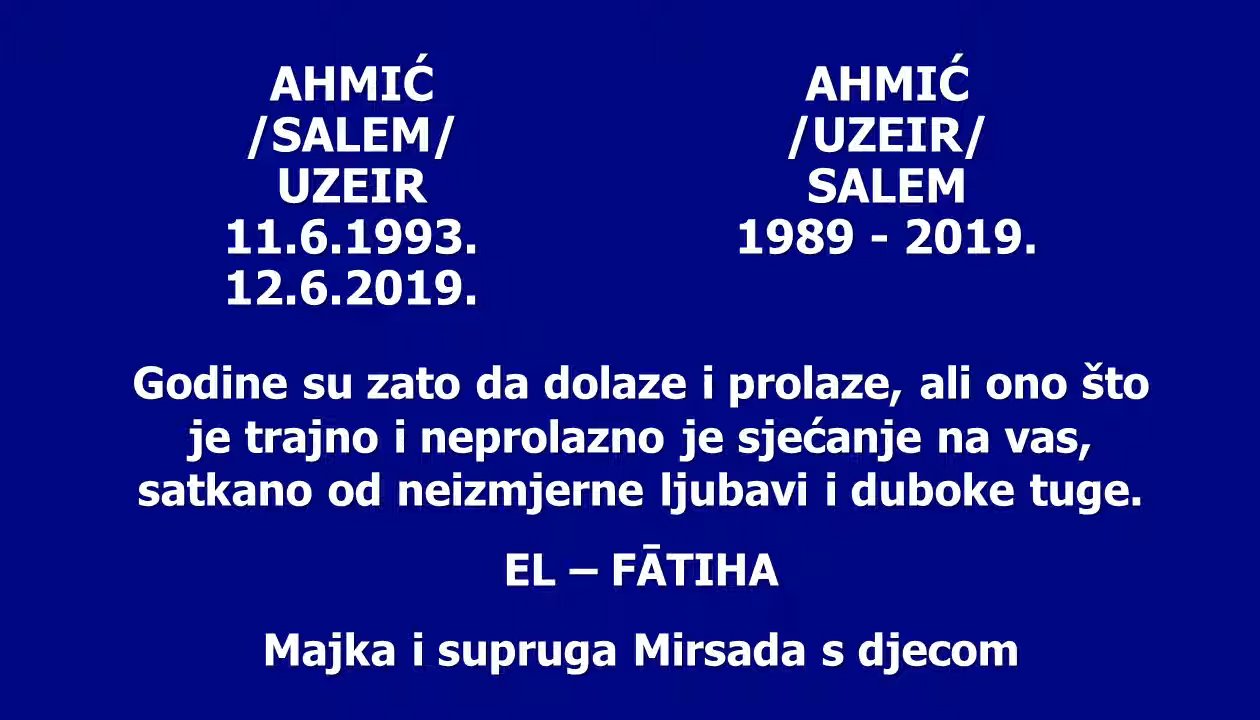 AHMIĆ
/SALEM/
UZEIR
11.6.1993.
12.6.2019.
AHMIĆ
/UZEIR/
SALEM
1989 - 2019.
Godine su zato da dolaze i prolaze, ali ono što
je trajno i neprolazno je sjećanje na vas,
satkano od neizmjerne ljubavi i duboke tuge.
EL – FĀTIHA
Majka i supruga Mirsada s djecom